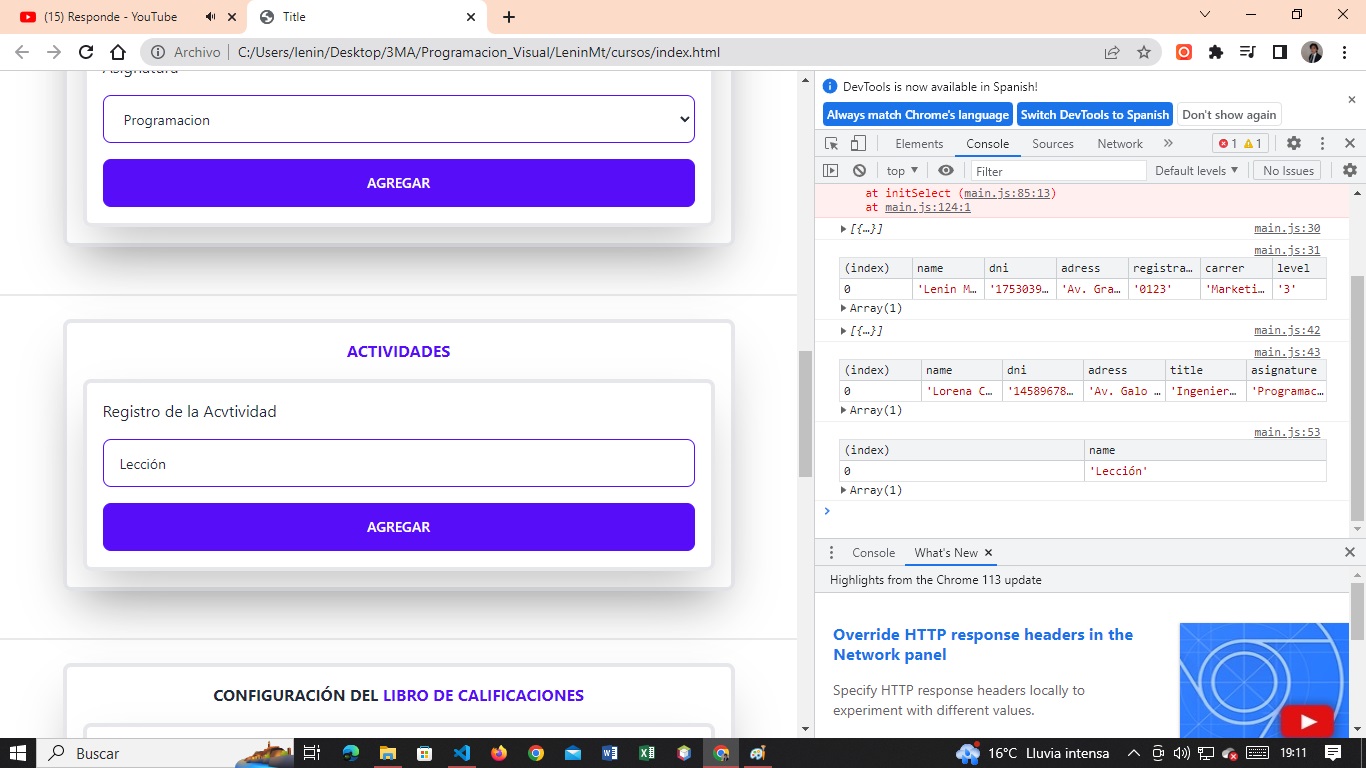 (15) Responde - YouTube
Title
Archivo
C:/Users/lenin/Desktop/3MA/Programacion_Visual/LeninMt/cursos/index.html
Asignatura
Programacion
AGREGAR
ACTIVIDADES
Registro de la Acvtividad
Lección
AGREGAR
CONFIGURACIÓN DEL LIBRO DE CALIFICACIONES
DevTools is now available in Spanish!
Always match Chrome's language Switch DevTools to Spanish Don't show again
Elements Console Sources Network » 1 1
top Filter Default levels No Issues
at initSelect (main.js:85:13)
at main.js:124:1
[{…}] main.js:30
main.js:31
(index) name dni adress registra… carrer level
0 'Lenin M… '1753039… 'Av. Gra… '0123' 'Marketi… '3'
Array(1)
[{…}] main.js:42
main.js:43
(index) name dni adress title asignature
0 'Lorena C… '14589678… 'Av. Galo … 'Ingenier… 'Programac…
Array(1)
main.js:53
(index) name
0 'Lección'
Array(1)
Console What's New
Highlights from the Chrome 113 update
Override HTTP response headers in the
Network panel
Specify HTTP response headers locally to
experiment with different values.
Buscar
16°C Lluvia intensa
19:11